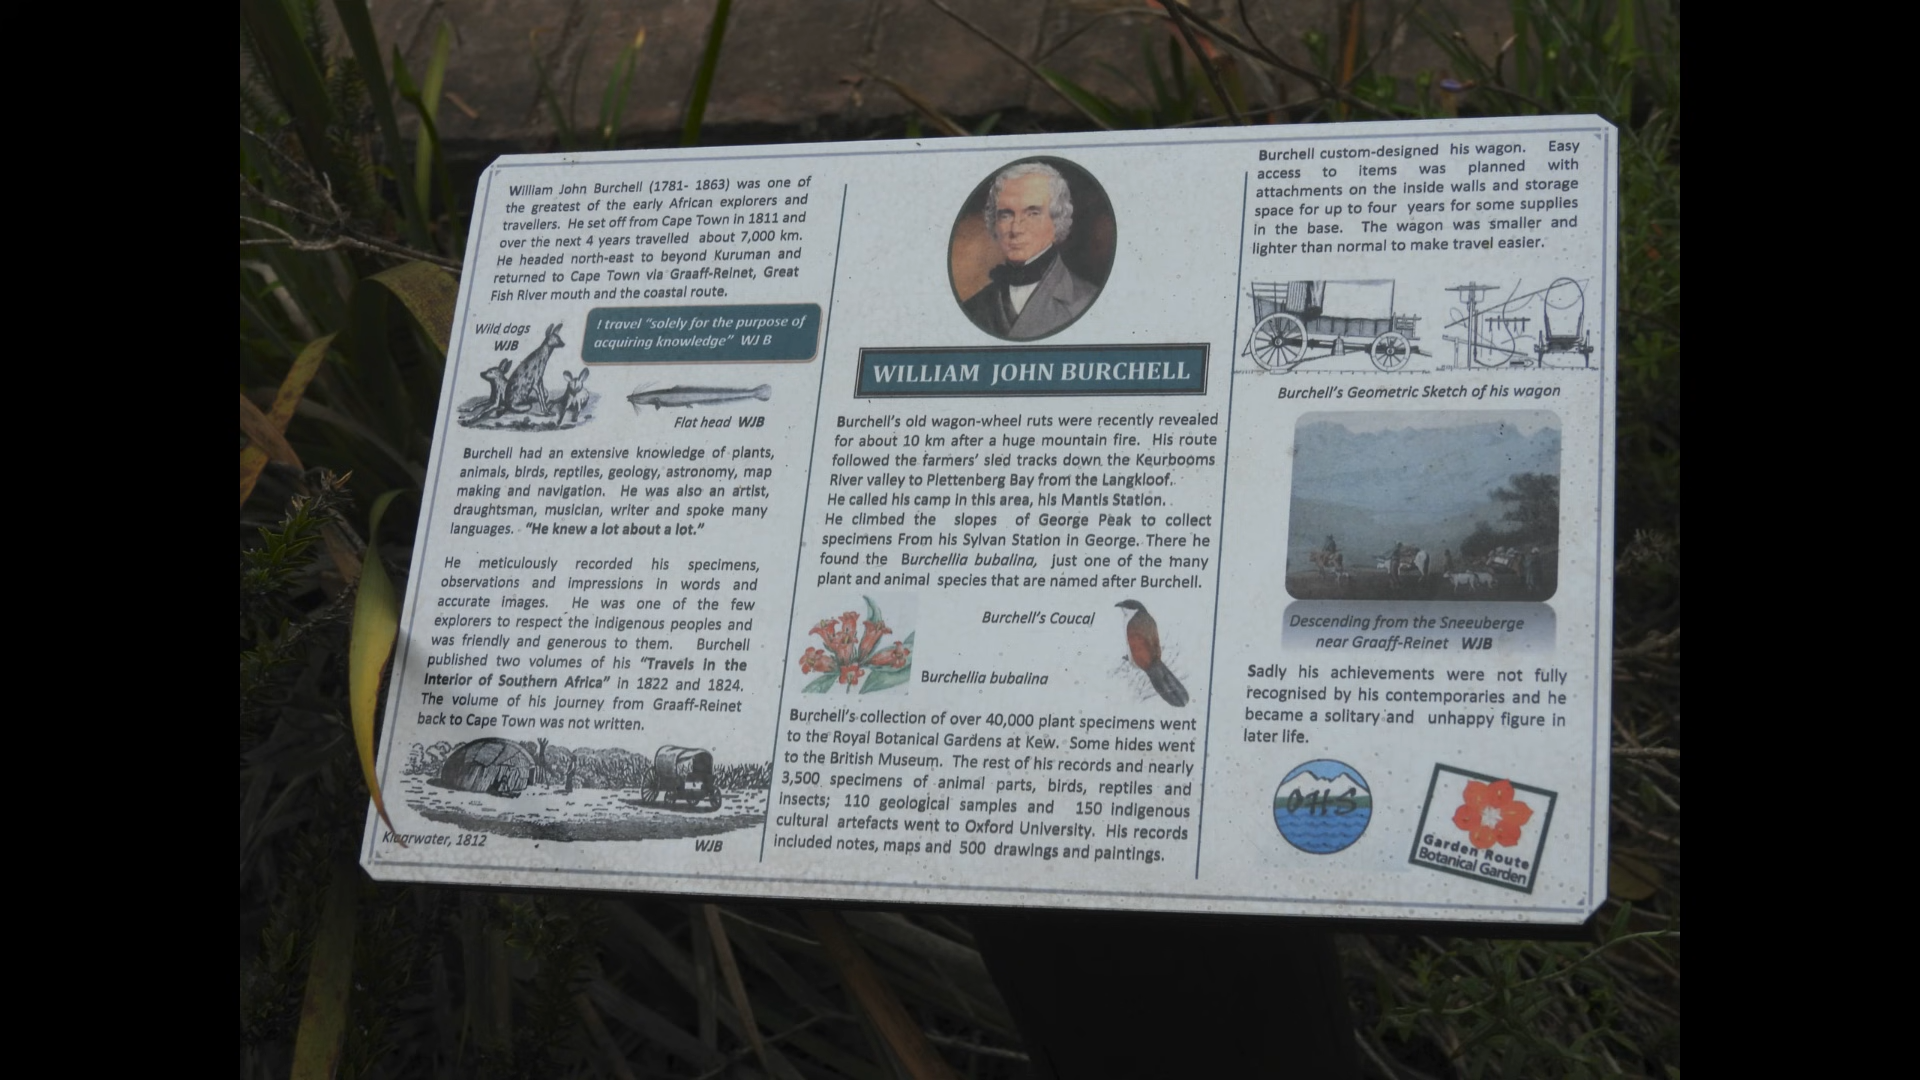 William John Burchell (1781- 1863) was one of
the greatest of the early African explorers and
travellers. He set off from Cape Town in 1811 and
over the next 4 years travelled about 7,000 km.
He headed north-east to beyond Kuruman and
returned to Cape Town via Graaff-Reinet, Great
Fish River mouth and the coastal route.
Wild dogs
WJB
I travel “solely for the purpose of
acquiring knowledge” WJ B
Flat head WJB
Burchell had an extensive knowledge of plants,
animals, birds, reptiles, geology, astronomy, map
making and navigation. He was also an artist,
draughtsman, musician, writer and spoke many
languages. “He knew a lot about a lot.”
He meticulously recorded his specimens,
observations and impressions in words and
accurate images. He was one of the few
explorers to respect the indigenous peoples and
was friendly and generous to them. Burchell
published two volumes of his “Travels in the
Interior of Southern Africa” in 1822 and 1824.
The volume of his journey from Graaff-Reinet
back to Cape Town was not written.
Klaarwater, 1812
WJB
WILLIAM JOHN BURCHELL
Burchell’s old wagon-wheel ruts were recently revealed
for about 10 km after a huge mountain fire. His route
followed the farmers’ sled tracks down the Keurbooms
River valley to Plettenberg Bay from the Langkloof.
He called his camp in this area, his Mantis Station.
He climbed the slopes of George Peak to collect
specimens From his Sylvan Station in George. There he
found the Burchellia bubalina, just one of the many
plant and animal species that are named after Burchell.
Burchell’s Coucal
Burchellia bubalina
Burchell’s collection of over 40,000 plant specimens went
to the Royal Botanical Gardens at Kew. Some hides went
to the British Museum. The rest of his records and nearly
3,500 specimens of animal parts, birds, reptiles and
insects; 110 geological samples and 150 indigenous
cultural artefacts went to Oxford University. His records
included notes, maps and 500 drawings and paintings.
Burchell custom-designed his wagon. Easy
access to items was planned with
attachments on the inside walls and storage
space for up to four years for some supplies
in the base. The wagon was smaller and
lighter than normal to make travel easier.
Burchell’s Geometric Sketch of his wagon
Descending from the Sneeuberge
near Graaff-Reinet WJB
Sadly his achievements were not fully
recognised by his contemporaries and he
became a solitary and unhappy figure in
later life.
OHS
Garden Route
Botanical Garden